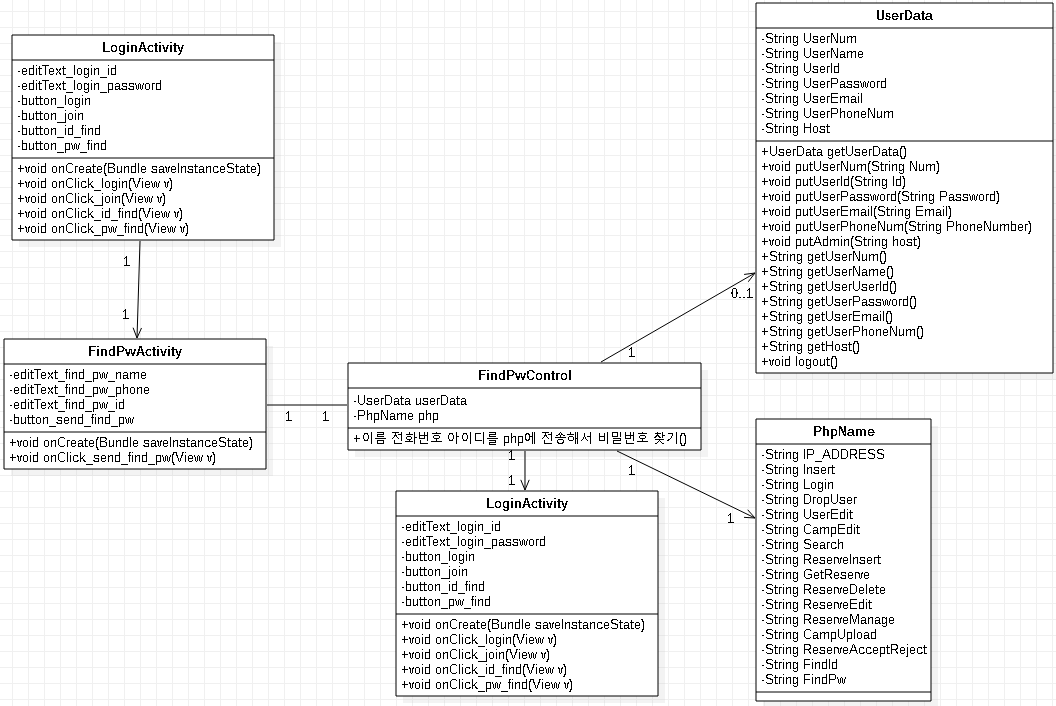 LoginActivity
-editText_login_id
-editText_login_password
-button_login
-button_join
-button_id_find
-button_pw_find
+void onCreate(Bundle saveInstanceState)
+void onClick_login(View v)
+void onClick_join(View v)
+void onClick_id_find(View v)
+void onClick_pw_find(View v)
1
1
FindPwActivity
-editText_find_pw_name
-editText_find_pw_phone
-editText_find_pw_id
-button_send_find_pw
+void onCreate(Bundle saveInstanceState)
+void onClick_send_find_pw(View v)
1
1
FindPwControl
-UserData userData
-PhpName php
+이름 전화번호 아이디를 php에 전송해서 비밀번호 찾기()
1
0..1
UserData
-String UserNum
-String UserName
-String UserId
-String UserPassword
-String UserEmail
-String UserPhoneNum
-String Host
+UserData getUserData()
+void putUserNum(String Num)
+void putUserId(String Id)
+void putUserPassword(String Password)
+void putUserEmail(String Email)
+void putUserPhoneNum(String PhoneNumber)
+void putAdmin(String host)
+String getUserNum()
+String getUserName()
+String getUserUserId()
+String getUserPassword()
+String getUserEmail()
+String getUserPhoneNum()
+String getHost()
+void logout()
1
1
LoginActivity
-editText_login_id
-editText_login_password
-button_login
-button_join
-button_id_find
-button_pw_find
+void onCreate(Bundle saveInstanceState)
+void onClick_login(View v)
+void onClick_join(View v)
+void onClick_id_find(View v)
+void onClick_pw_find(View v)
1
1
PhpName
-String IP_ADDRESS
-String Insert
-String Login
-String DropUser
-String UserEdit
-String CampEdit
-String Search
-String ReserveInsert
-String GetReserve
-String ReserveDelete
-String ReserveEdit
-String ReserveManage
-String CampUpload
-String ReserveAcceptReject
-String FindId
-String FindPw